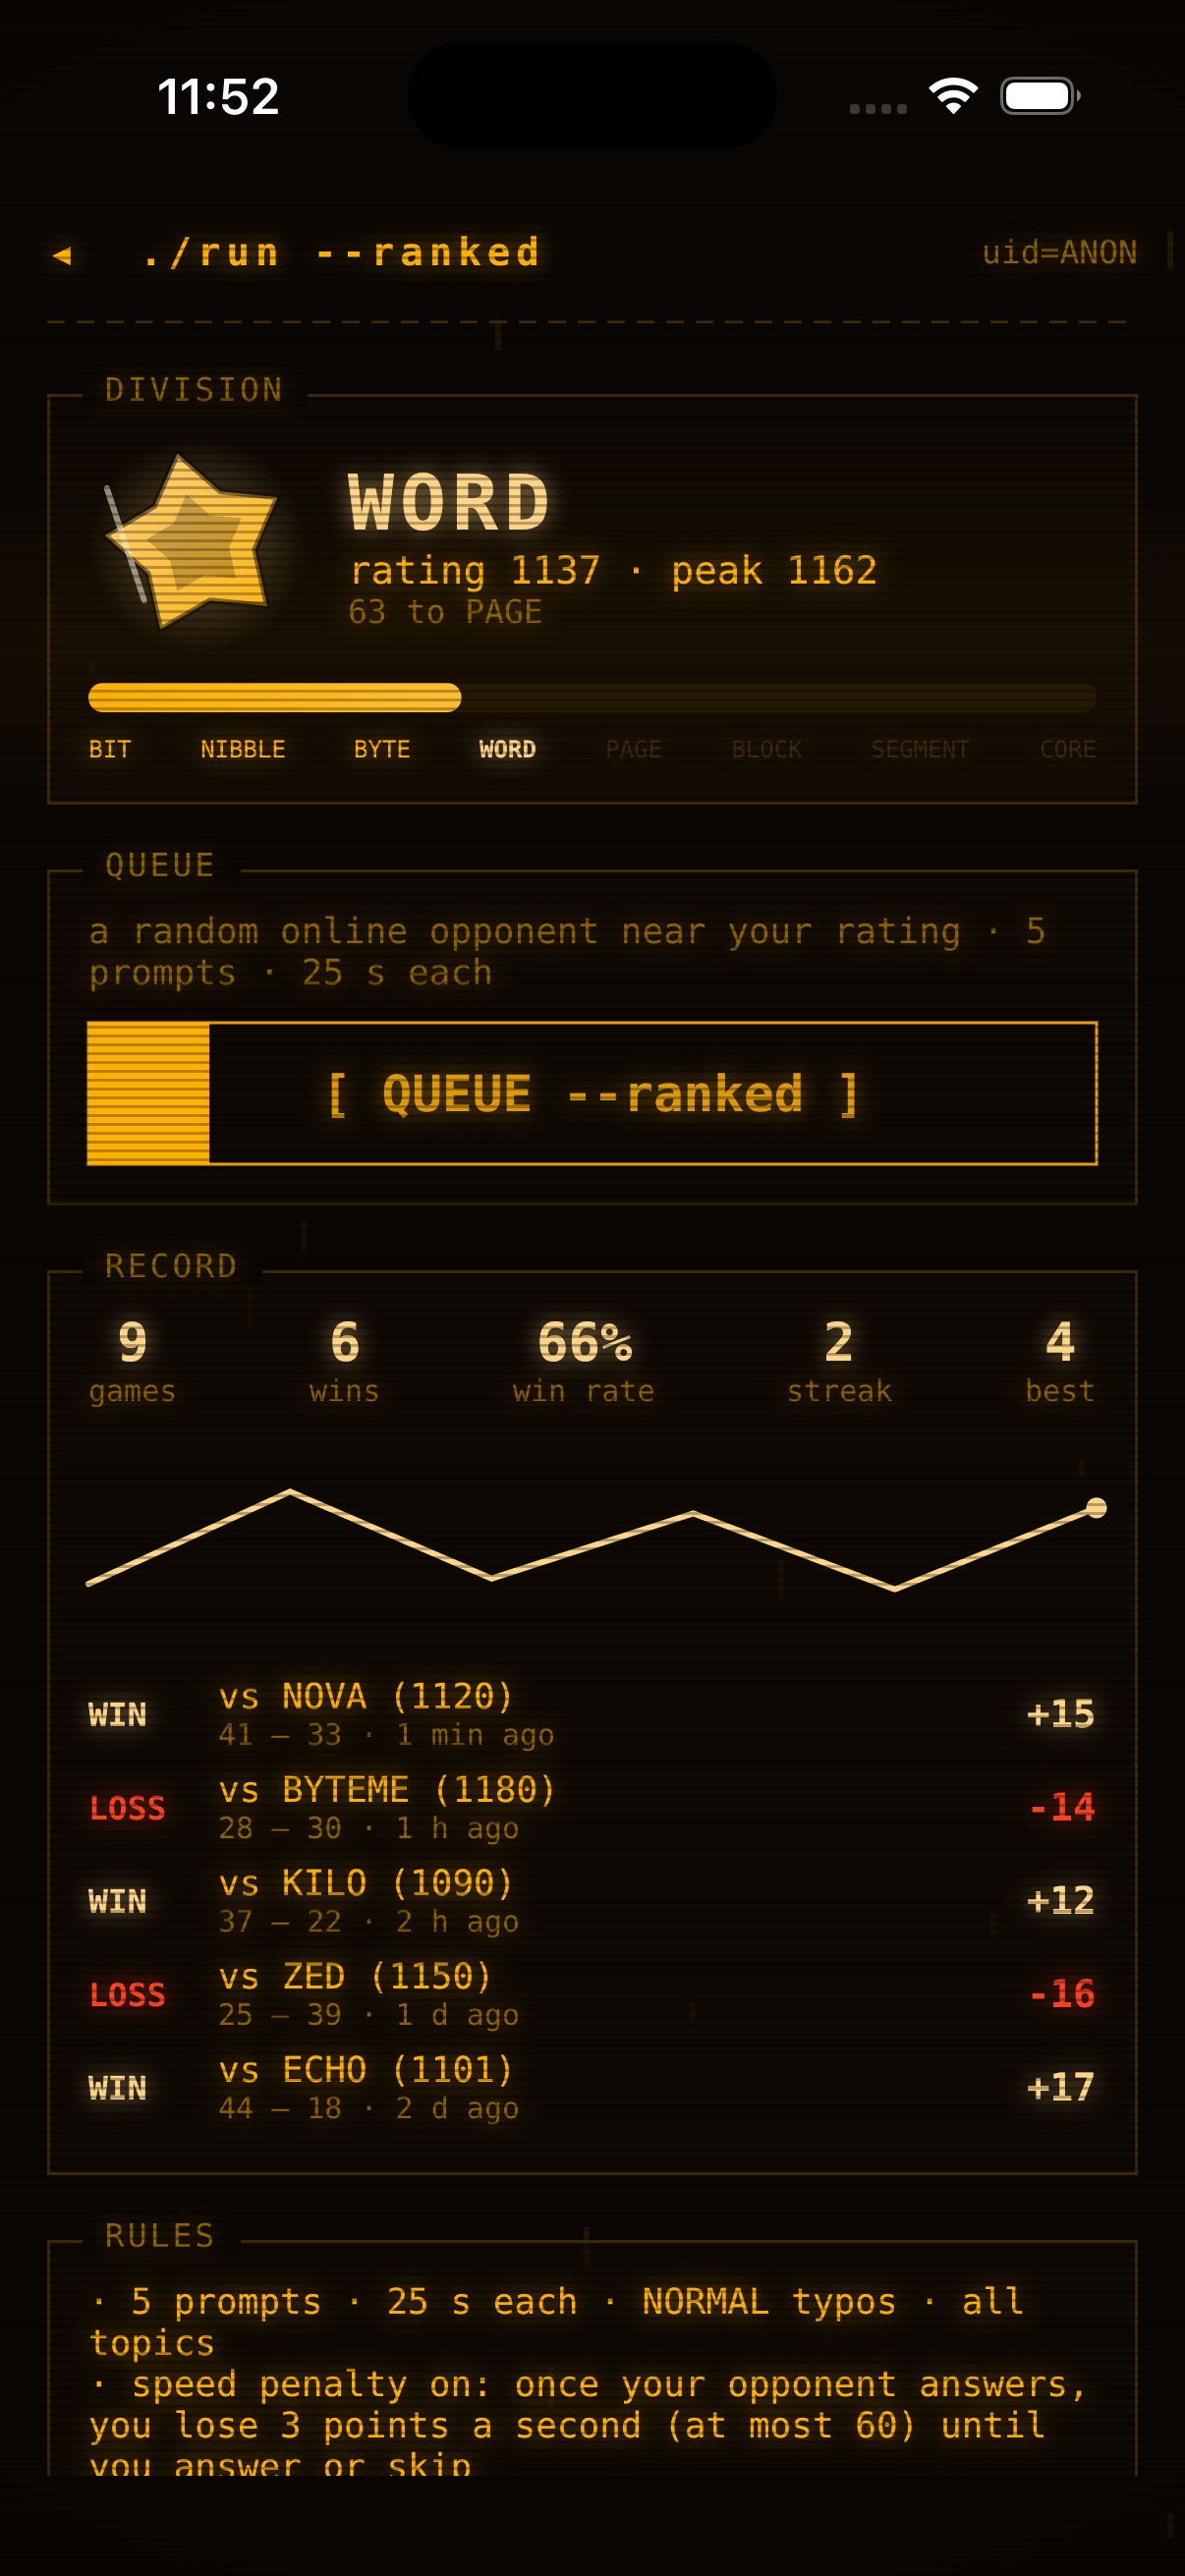 11:52
◂ ./run --ranked uid=ANON
DIVISION
WORD
rating 1137 · peak 1162
63 to PAGE
BIT NIBBLE BYTE WORD PAGE BLOCK SEGMENT CORE
QUEUE
a random online opponent near your rating · 5
prompts · 25 s each
[ QUEUE --ranked ]
RECORD
9 6 66% 2 4
games wins win rate streak best
WIN vs NOVA (1120) +15
41 — 33 · 1 min ago
LOSS vs BYTEME (1180) -14
28 — 30 · 1 h ago
WIN vs KILO (1090) +12
37 — 22 · 2 h ago
LOSS vs ZED (1150) -16
25 — 39 · 1 d ago
WIN vs ECHO (1101) +17
44 — 18 · 2 d ago
RULES
· 5 prompts · 25 s each · NORMAL typos · all
topics
· speed penalty on: once your opponent answers,
you lose 3 points a second (at most 60) until
you answer or skip